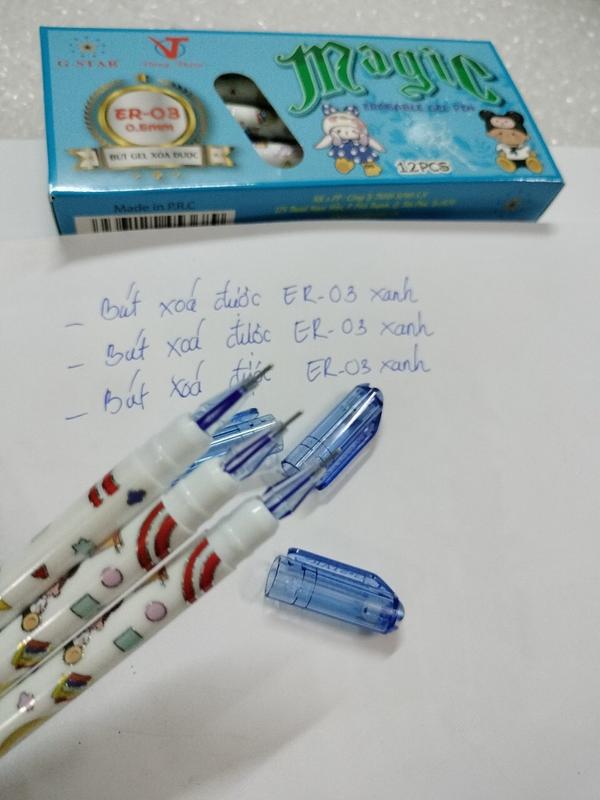 G-STAR
Magic
ERASABLE GEL PEN
ER-03
0.5mm
BÚT GEL XÓA ĐƯỢC
12PCS
Made in P.R.C
- Bút xoá được ER-03 xanh
- Bút xoá được ER-03 xanh
- Bút xoá được ER-03 xanh